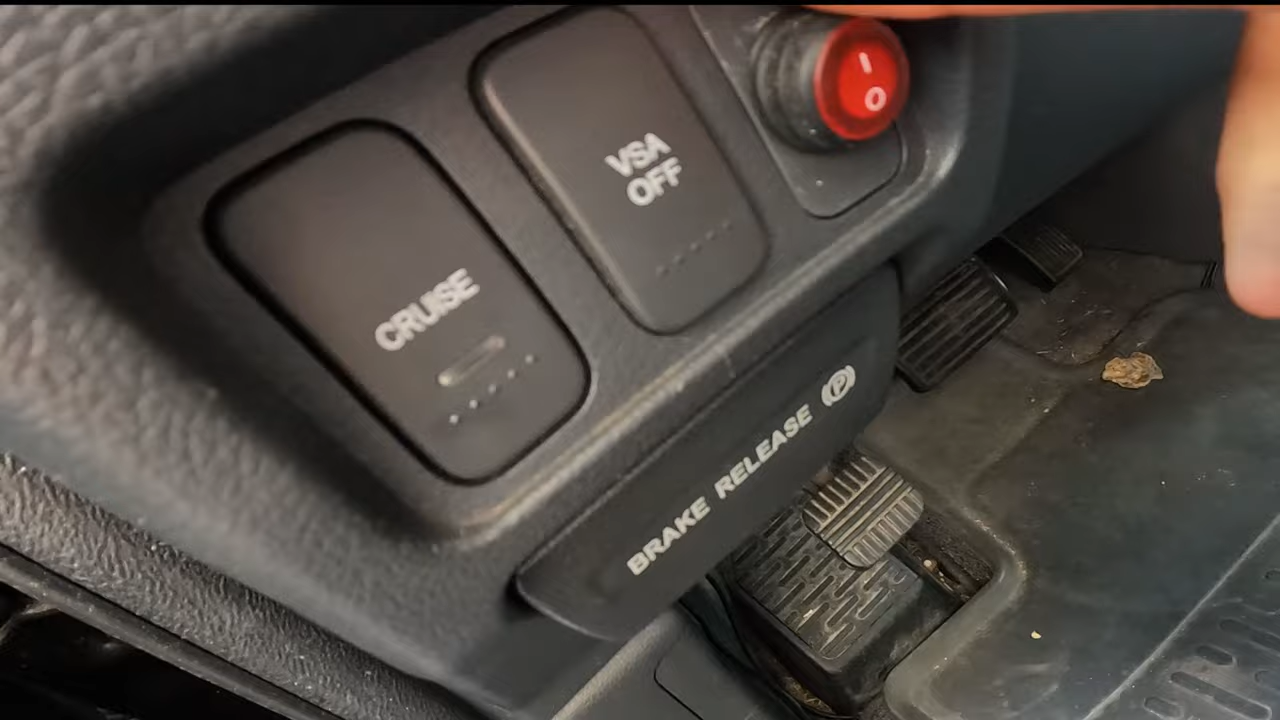 CRUISE
VSA
OFF
I
O
BRAKE RELEASE (P)